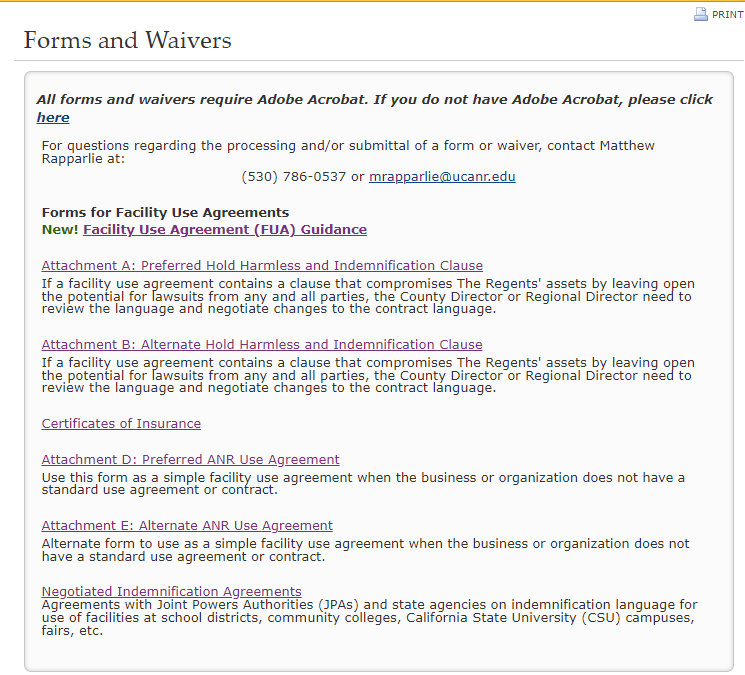 PRINT
Forms and Waivers
All forms and waivers require Adobe Acrobat. If you do not have Adobe Acrobat, please click
here
For questions regarding the processing and/or submittal of a form or waiver, contact Matthew
Rapparlie at:
(530) 786-0537 or mrapparlie@ucanr.edu
Forms for Facility Use Agreements
New! Facility Use Agreement (FUA) Guidance
Attachment A: Preferred Hold Harmless and Indemnification Clause
If a facility use agreement contains a clause that compromises The Regents' assets by leaving open
the potential for lawsuits from any and all parties, the County Director or Regional Director need to
review the language and negotiate changes to the contract language.
Attachment B: Alternate Hold Harmless and Indemnification Clause
If a facility use agreement contains a clause that compromises The Regents' assets by leaving open
the potential for lawsuits from any and all parties, the County Director or Regional Director need to
review the language and negotiate changes to the contract language.
Certificates of Insurance
Attachment D: Preferred ANR Use Agreement
Use this form as a simple facility use agreement when the business or organization does not have a
standard use agreement or contract.
Attachment E: Alternate ANR Use Agreement
Alternate form to use as a simple facility use agreement when the business or organization does not
have a standard use agreement or contract.
Negotiated Indemnification Agreements
Agreements with Joint Powers Authorities (JPAs) and state agencies on indemnification language for
use of facilities at school districts, community colleges, California State University (CSU) campuses,
fairs, etc.